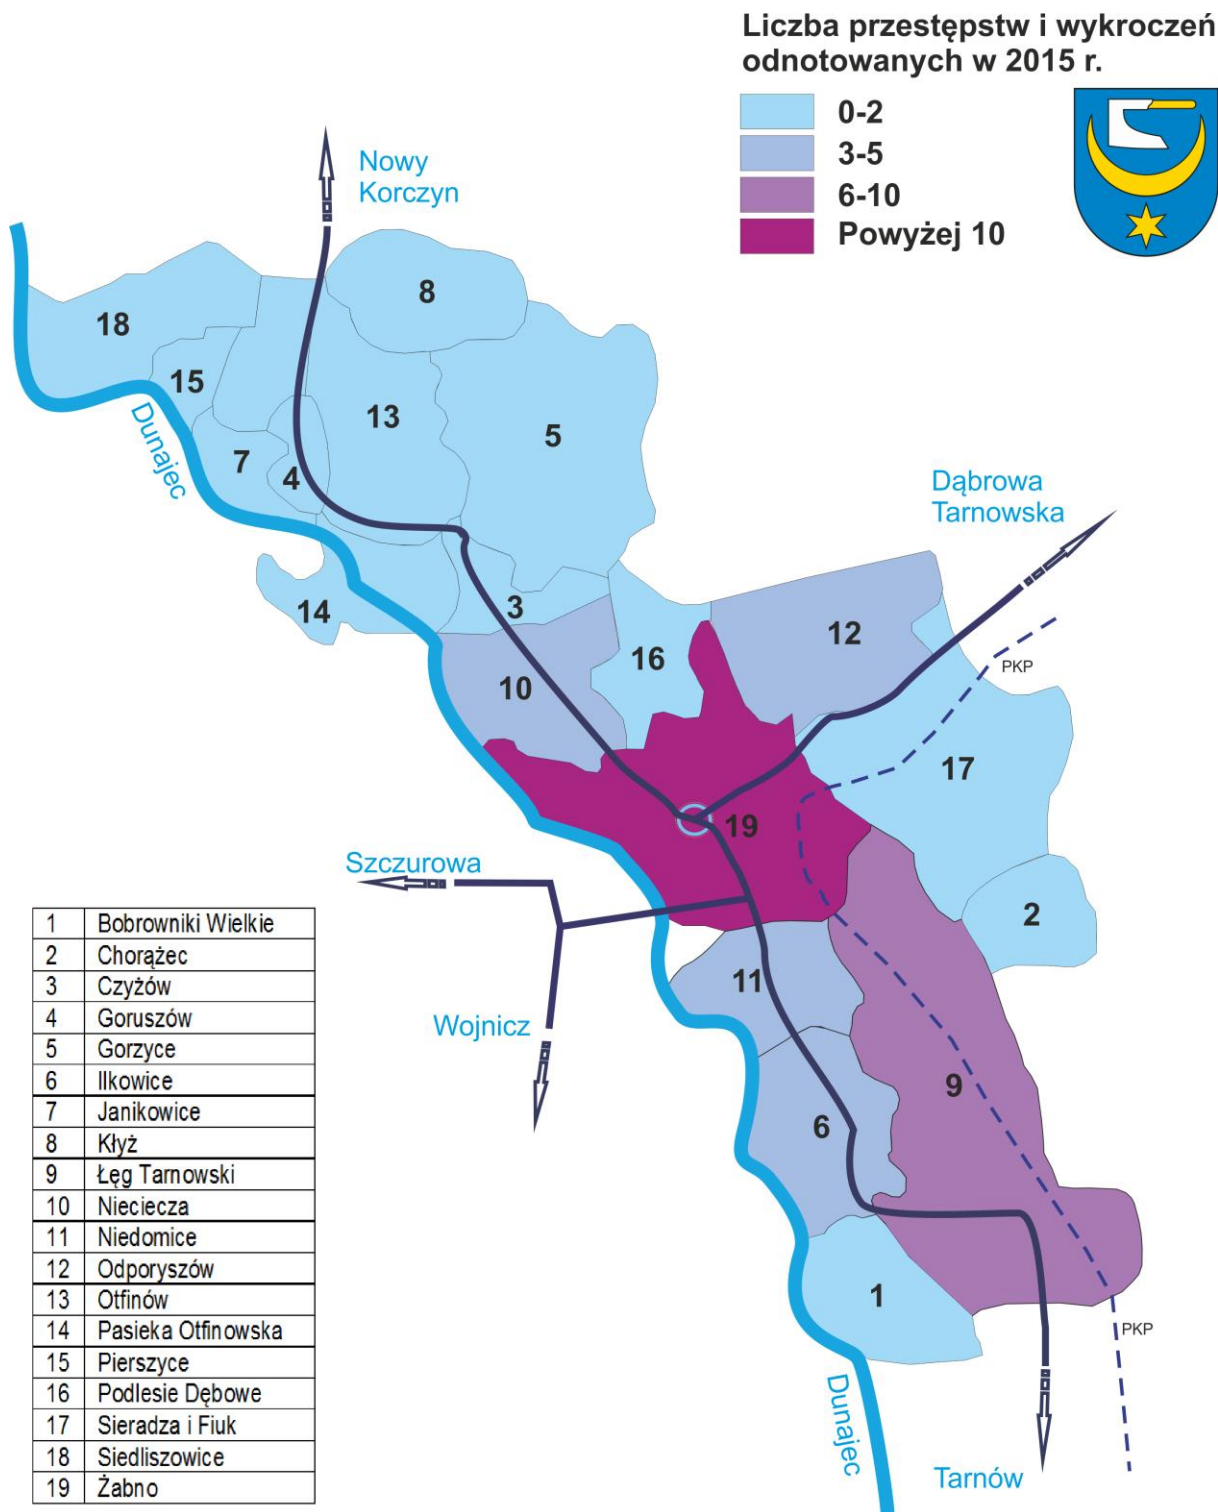 Liczba przestępstw i wykroczeń
odnotowanych w 2015 r.
0-2
3-5
6-10
Powyżej 10
Nowy
Korczyn
8
18
15
13
5
7
4
Dunajec
Dąbrowa
Tarnowska
14
3
12
16
10
PKP
17
19
Szczurowa
2
11
Wojnicz
9
6
1
PKP
Dunajec
Tarnów
1 Bobrowniki Wielkie
2 Chorążec
3 Czyżów
4 Goruszów
5 Gorzyce
6 Ilkowice
7 Janikowice
8 Kłyż
9 Łęg Tarnowski
10 Nieciecza
11 Niedomice
12 Odporyszów
13 Otfinów
14 Pasieka Otfinowska
15 Pierszyce
16 Podlesie Dębowe
17 Sieradza i Fiuk
18 Siedliszowice
19 Żabno